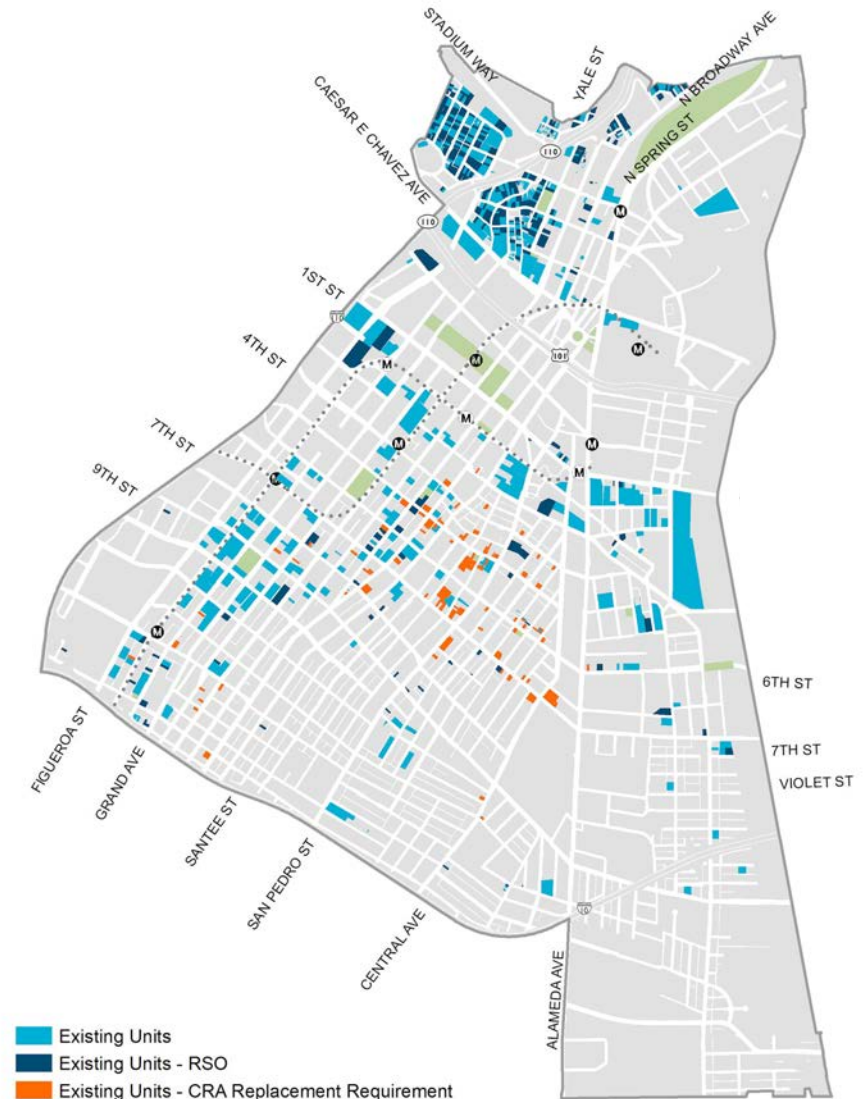 STADIUM WAY
YALE ST
N BROADWAY AVE
CAESAR E CHAVEZ AVE
N SPRING ST
110
M
110
1ST ST
110
4TH ST
M
101
M
M
M
7TH ST
M
M
M
M
9TH ST
M
6TH ST
FIGUEROA ST
7TH ST
GRAND AVE
VIOLET ST
SANTEE ST
SAN PEDRO ST
10
CENTRAL AVE
ALAMEDA AVE
Existing Units
Existing Units - RSO
Existing Units - CRA Replacement Requirement